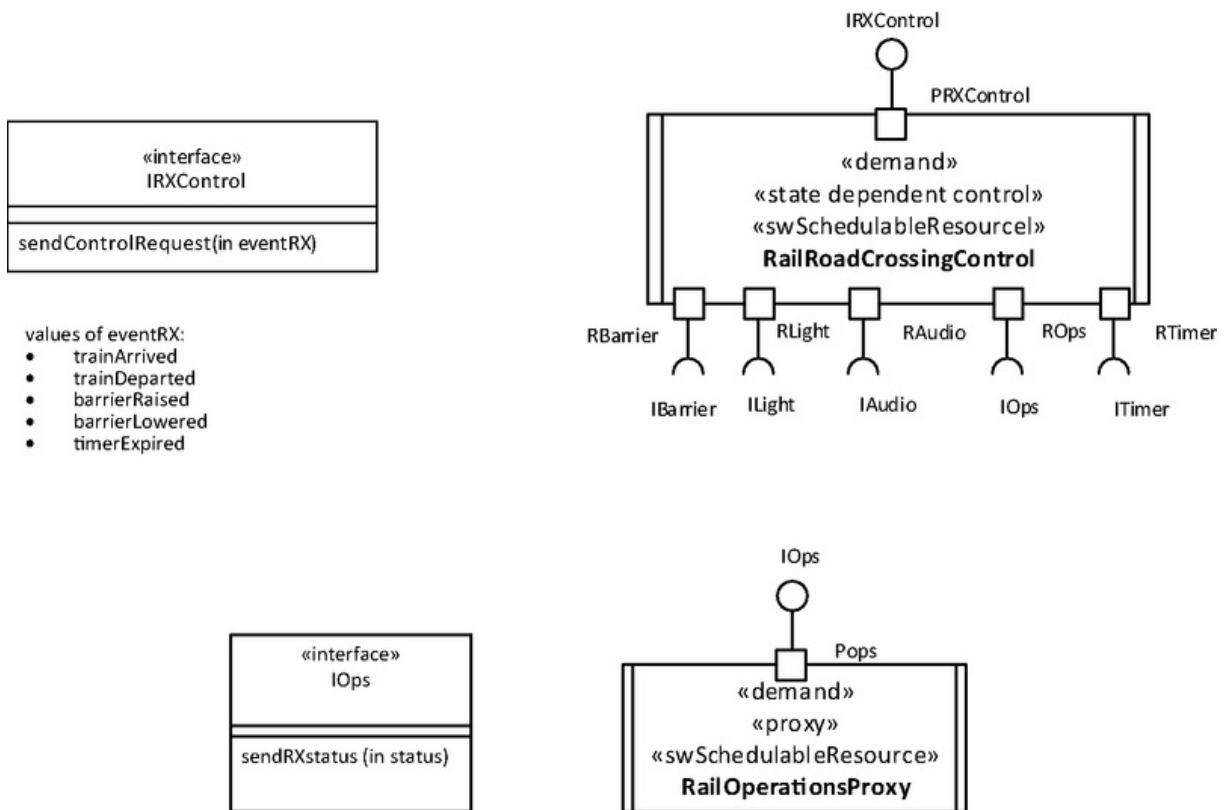 IRXControl
PRXControl
«interface»
IRXControl
sendControlRequest(in eventRX)
«demand»
«state dependent control»
«swSchedulableResourcel»
RailRoadCrossingControl
RBarrier
RLight
RAudio
ROps
RTimer
IBarrier
ILight
IAudio
IOps
ITimer
values of eventRX:
• trainArrived
• trainDeparted
• barrierRaised
• barrierLowered
• timerExpired
IOps
Pops
«interface»
IOps
sendRXstatus (in status)
«demand»
«proxy»
«swSchedulableResource»
RailOperationsProxy